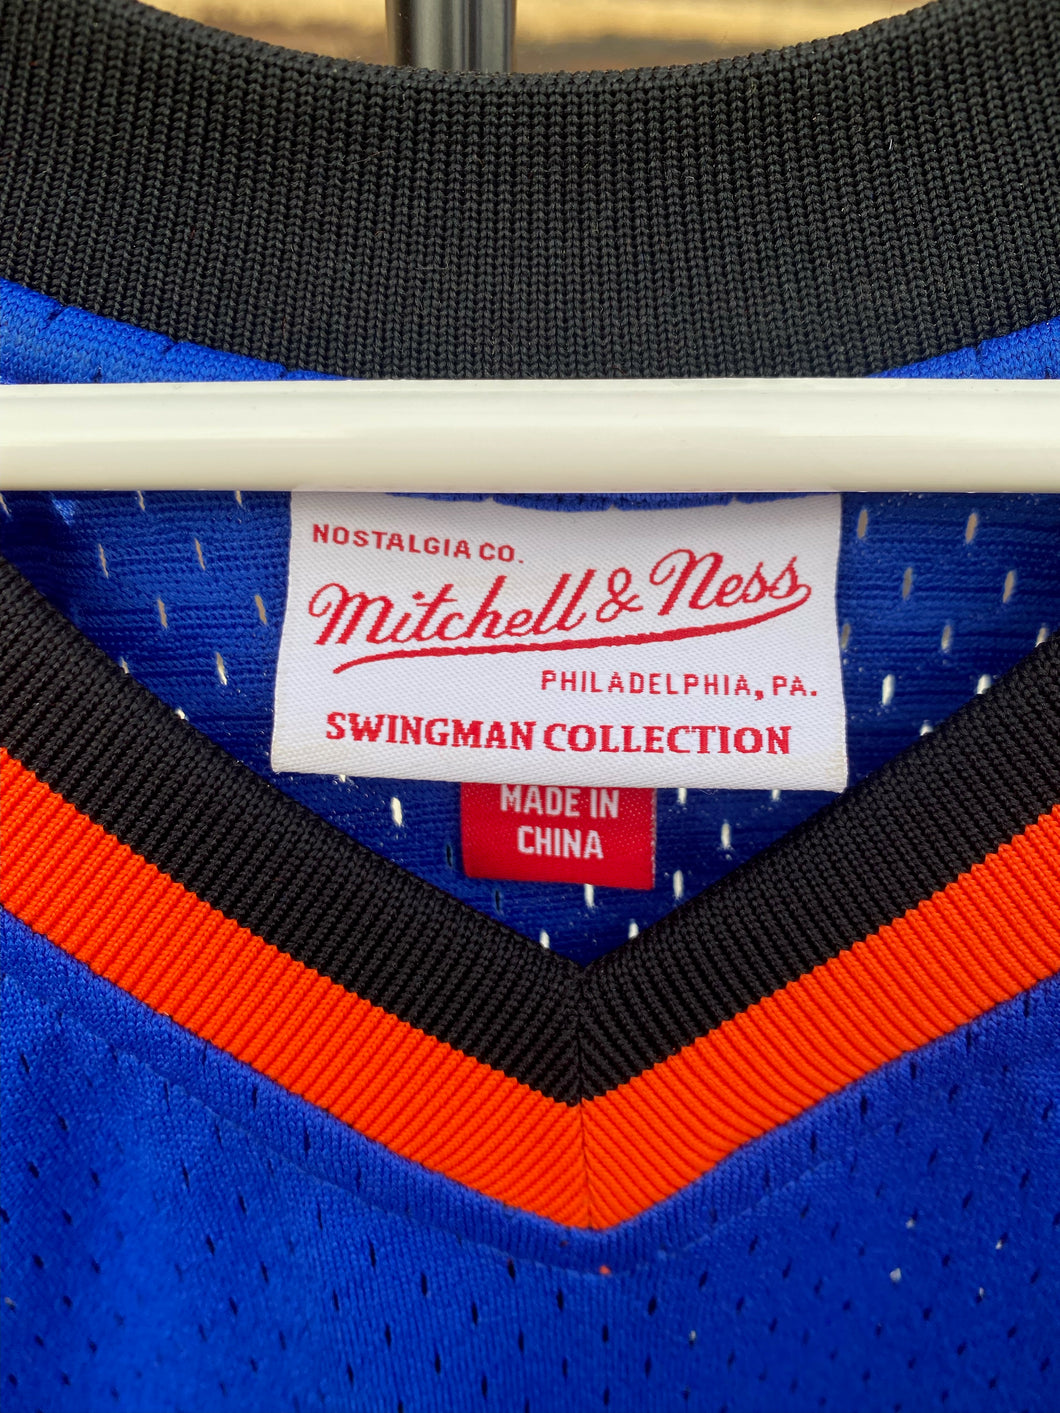 NOSTALGIA CO.
Mitchell & Ness
PHILADELPHIA, PA.
SWINGMAN COLLECTION
MADE IN
CHINA